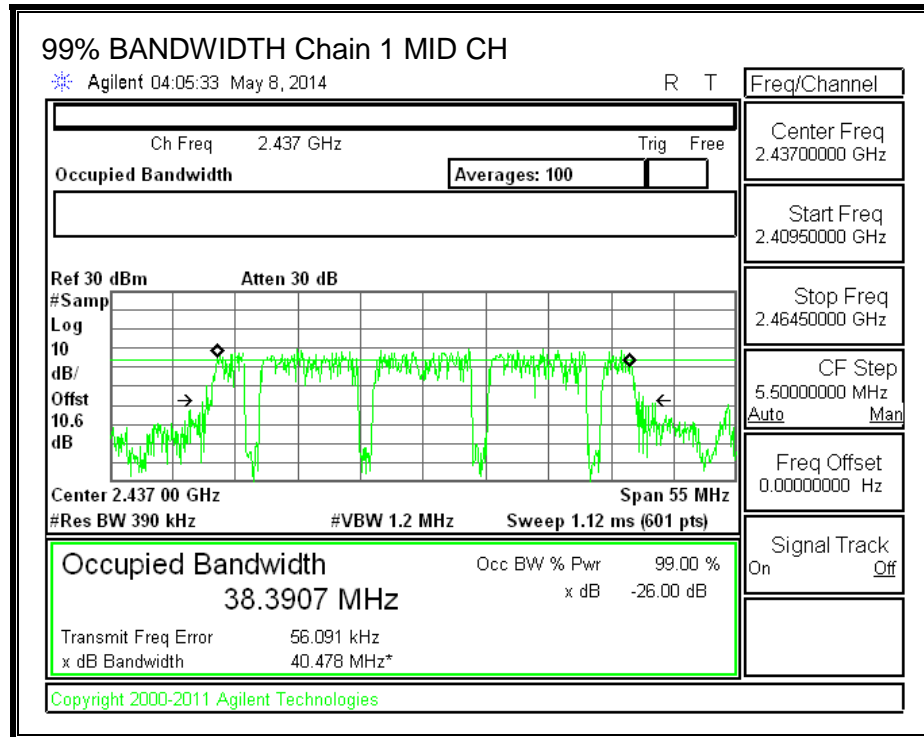 99% BANDWIDTH Chain 1 MID CH
Agilent 04:05:33 May 8, 2014 R T
Freq/Channel
Ch Freq 2.437 GHz Trig Free
Occupied Bandwidth Averages: 100
Center Freq
2.43700000 GHz
Start Freq
2.40950000 GHz
Stop Freq
2.46450000 GHz
CF Step
5.50000000 MHz
Auto Man
Freq Offset
0.00000000 Hz
Signal Track
On Off
Ref 30 dBm Atten 30 dB
#Samp
Log
10
dB/
Offst
10.6
dB
Center 2.437 00 GHz Span 55 MHz
#Res BW 390 kHz #VBW 1.2 MHz Sweep 1.12 ms (601 pts)
Occupied Bandwidth Occ BW % Pwr 99.00 %
38.3907 MHz x dB -26.00 dB
Transmit Freq Error 56.091 kHz
x dB Bandwidth 40.478 MHz*
Copyright 2000-2011 Agilent Technologies